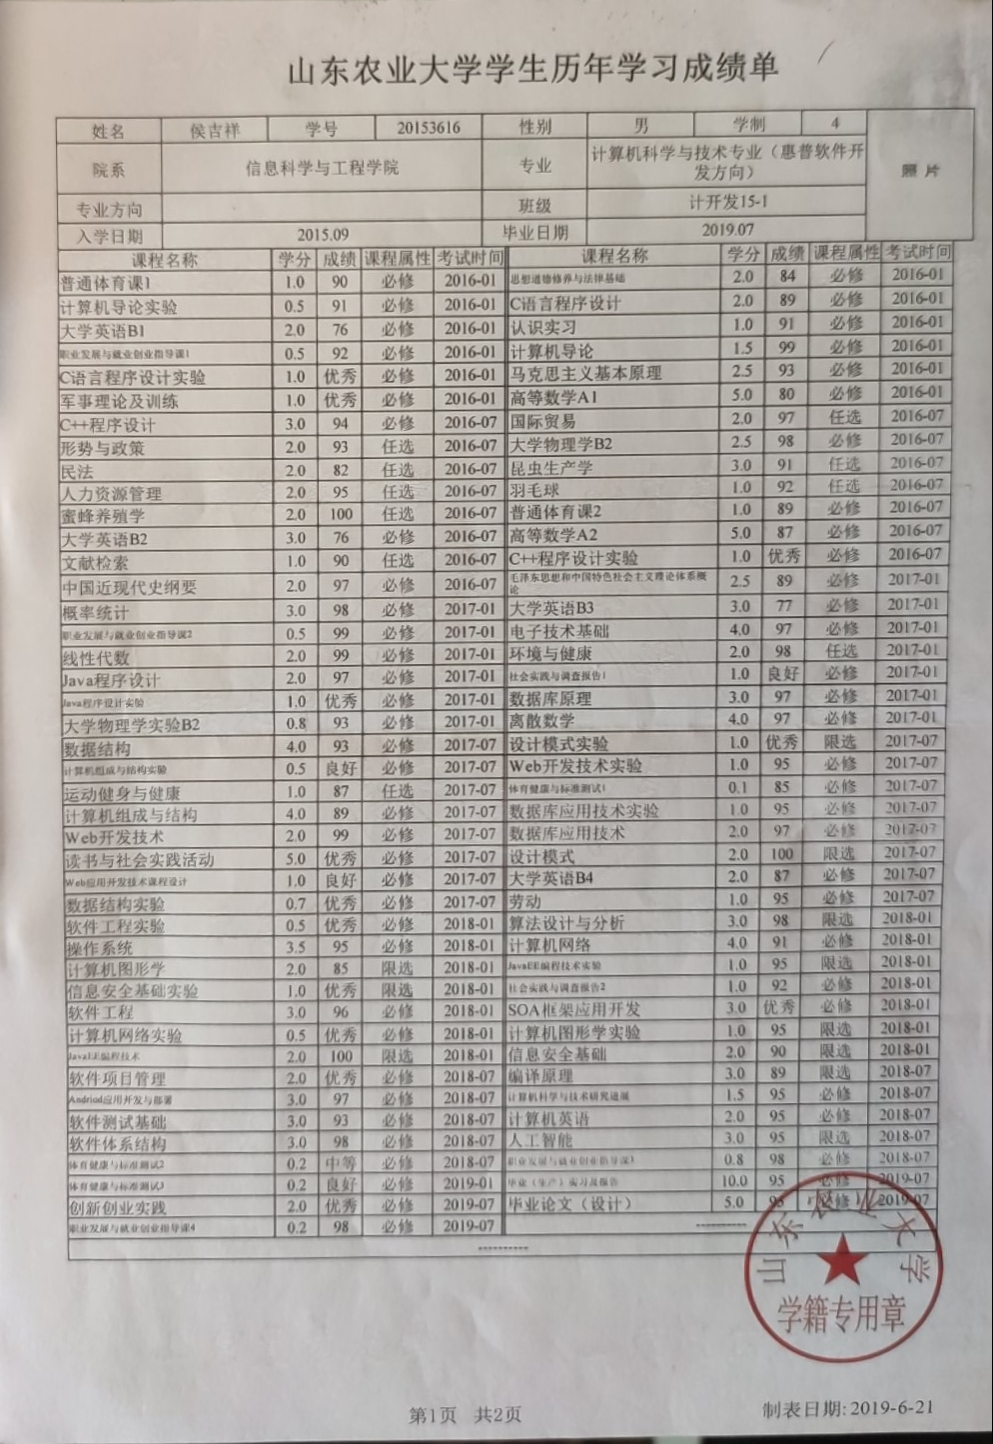 山东农业大学学生历年学习成绩单
姓名 侯吉祥 学号 20153616 性别 男 学制 4
院系 信息科学与工程学院 专业 计算机科学与技术专业（惠普软件开发方向） 照片
专业方向 班级 计开发15-1
入学日期 2015.09 毕业日期 2019.07
课程名称 学分 成绩 课程属性 考试时间 课程名称 学分 成绩 课程属性 考试时间
普通体育课1 1.0 90 必修 2016-01 思想道德修养与法律基础 2.0 84 必修 2016-01
计算机导论实验 0.5 91 必修 2016-01 C语言程序设计 2.0 89 必修 2016-01
大学英语B1 2.0 76 必修 2016-01 认识实习 1.0 91 必修 2016-01
职业发展与就业创业指导课1 0.5 92 必修 2016-01 计算机导论 1.5 99 必修 2016-01
C语言程序设计实验 1.0 优秀 必修 2016-01 马克思主义基本原理 2.5 93 必修 2016-01
军事理论及训练 1.0 优秀 必修 2016-01 高等数学A1 5.0 80 必修 2016-01
C++程序设计 3.0 94 必修 2016-07 国际贸易 2.0 97 任选 2016-07
形势与政策 2.0 93 任选 2016-07 大学物理学B2 2.5 98 必修 2016-07
民法 2.0 82 任选 2016-07 昆虫生产学 3.0 91 任选 2016-07
人力资源管理 2.0 95 任选 2016-07 羽毛球 1.0 92 任选 2016-07
蜜蜂养殖学 2.0 100 任选 2016-07 普通体育课2 1.0 89 必修 2016-07
大学英语B2 3.0 76 必修 2016-07 高等数学A2 5.0 87 必修 2016-07
文献检索 1.0 90 任选 2016-07 C++程序设计实验 1.0 优秀 必修 2016-07
中国近现代史纲要 2.0 97 必修 2016-07 毛泽东思想和中国特色社会主义理论体系概论 2.5 89 必修 2017-01
概率统计 3.0 98 必修 2017-01 大学英语B3 3.0 77 必修 2017-01
职业发展与就业创业指导课2 0.5 99 必修 2017-01 电子技术基础 4.0 97 必修 2017-01
线性代数 2.0 99 必修 2017-01 环境与健康 2.0 98 任选 2017-01
Java程序设计 2.0 97 必修 2017-01 社会实践与调查报告1 1.0 良好 必修 2017-01
Java程序设计实验 1.0 优秀 必修 2017-01 数据库原理 3.0 97 必修 2017-01
大学物理学实验B2 0.8 93 必修 2017-01 离散数学 4.0 97 必修 2017-01
数据结构 4.0 93 必修 2017-07 设计模式实验 1.0 优秀 限选 2017-07
计算机组成与结构实验 0.5 良好 必修 2017-07 Web开发技术实验 1.0 95 必修 2017-07
运动健身与健康 1.0 87 任选 2017-07 体育健康与标准测试1 0.1 85 必修 2017-07
计算机组成与结构 4.0 89 必修 2017-07 数据库应用技术实验 1.0 95 必修 2017-07
Web开发技术 2.0 99 必修 2017-07 数据库应用技术 2.0 97 必修 2017-07
读书与社会实践活动 5.0 优秀 必修 2017-07 设计模式 2.0 100 限选 2017-07
Web应用开发技术课程设计 1.0 良好 必修 2017-07 大学英语B4 2.0 87 必修 2017-07
数据结构实验 0.7 优秀 必修 2017-07 劳动 1.0 95 必修 2017-07
软件工程实验 0.5 优秀 必修 2018-01 算法设计与分析 3.0 98 限选 2018-01
操作系统 3.5 95 必修 2018-01 计算机网络 4.0 91 必修 2018-01
计算机图形学 2.0 85 限选 2018-01 JavaEE编程技术实验 1.0 95 限选 2018-01
信息安全基础实验 1.0 优秀 限选 2018-01 社会实践与调查报告2 1.0 92 必修 2018-01
软件工程 3.0 96 必修 2018-01 SOA框架应用开发 3.0 优秀 必修 2018-01
计算机网络实验 0.5 优秀 必修 2018-01 计算机图形学实验 1.0 95 限选 2018-01
JavaEE编程技术 2.0 100 限选 2018-01 信息安全基础 2.0 90 限选 2018-01
软件项目管理 2.0 优秀 必修 2018-07 编译原理 3.0 89 限选 2018-07
Andriod应用开发与部署 3.0 97 必修 2018-07 计算机科学与技术研究进展 1.5 95 必修 2018-07
软件测试基础 3.0 93 必修 2018-07 计算机英语 2.0 95 必修 2018-07
软件体系结构 3.0 98 必修 2018-07 人工智能 3.0 95 限选 2018-07
体育健康与标准测试2 0.2 中等 必修 2018-07 职业发展与就业创业指导课3 0.8 98 必修 2018-07
体育健康与标准测试3 0.2 良好 必修 2019-01 毕业（生产）实习及报告 10.0 95 必修 2019-07
创新创业实践 2.0 优秀 必修 2019-07 毕业论文（设计） 5.0 必修 2019-07
职业发展与就业创业指导课4 0.2 98 必修 2019-07 ----------
----------
山东农业大学
学籍专用章
第1页 共2页
制表日期: 2019-6-21